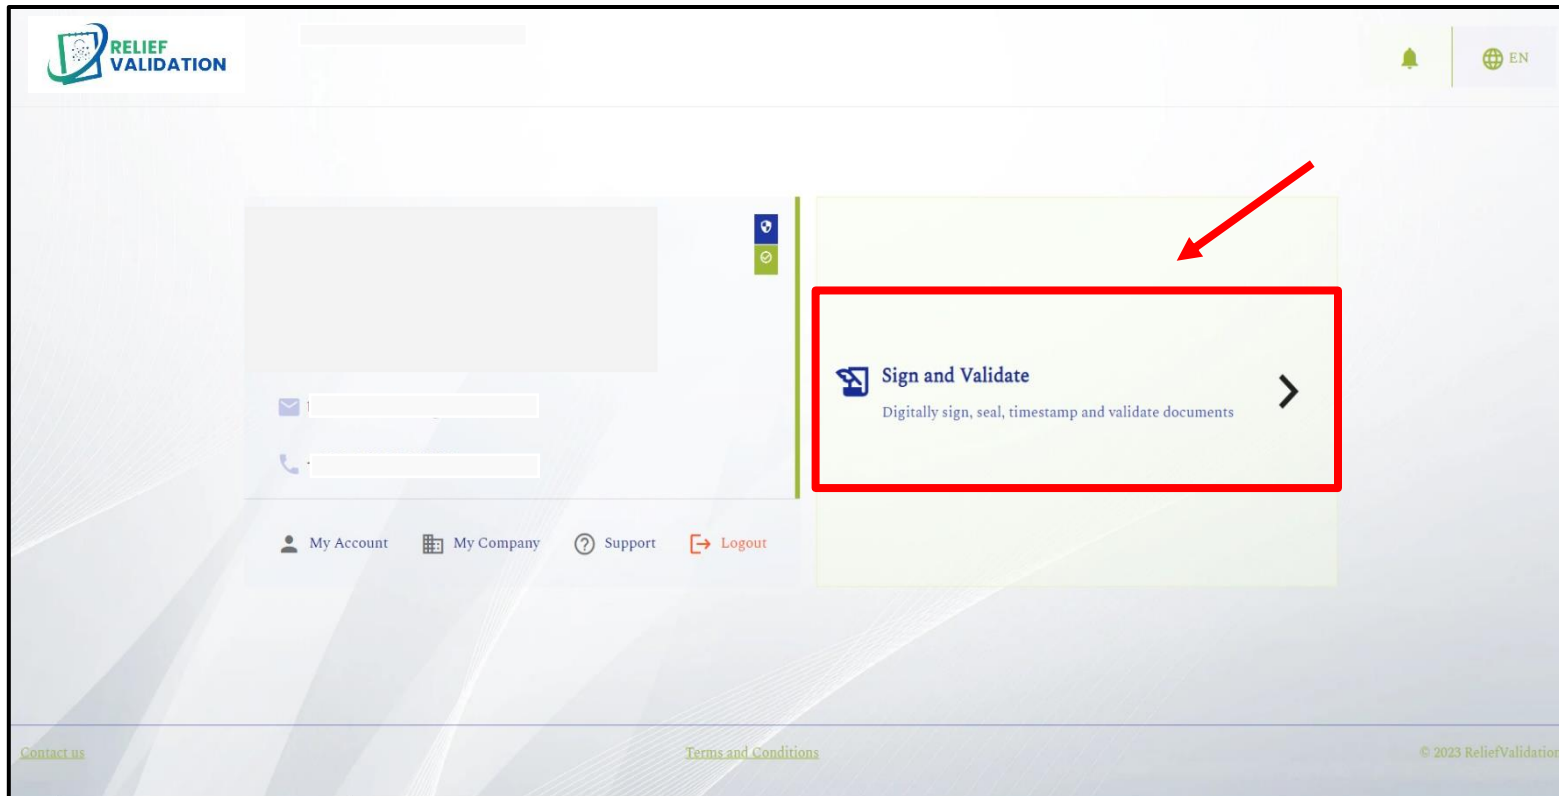 RELIEF
VALIDATION
EN
Sign and Validate
Digitally sign, seal, timestamp and validate documents
My Account
My Company
Support
Logout
Contact us
Terms and Conditions
© 2023 ReliefValidation